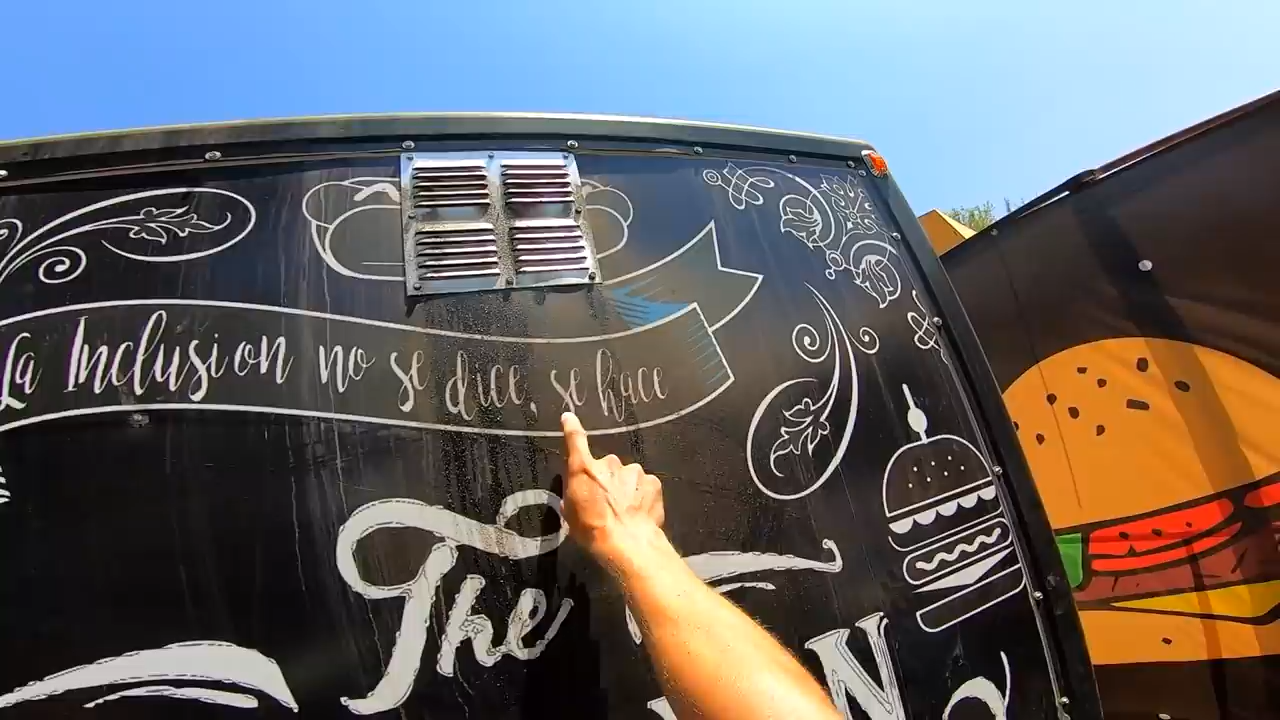 La Inclusion no se dice, se hace
The